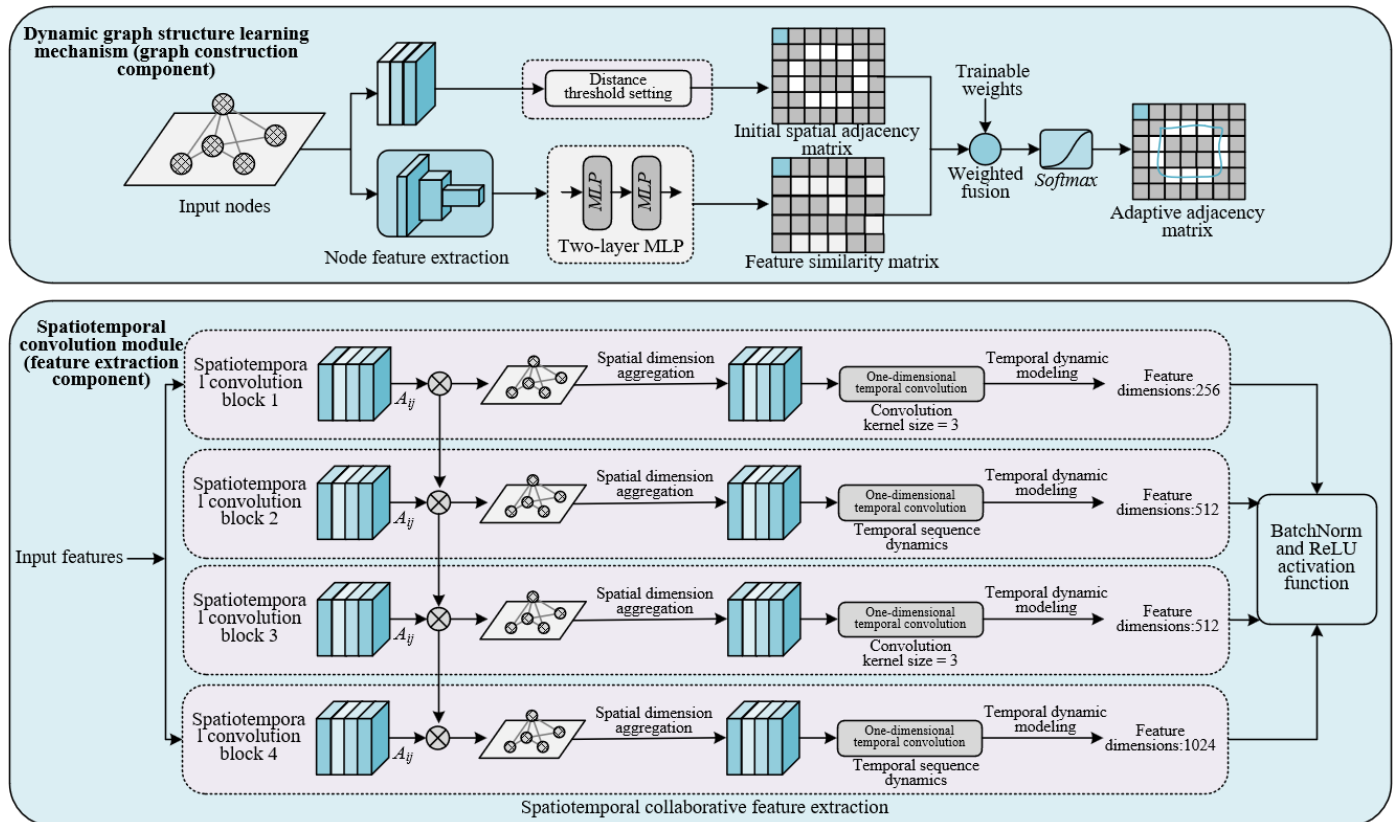 Dynamic graph structure learning
mechanism (graph construction
component)
Input nodes
Distance
threshold setting
Initial spatial adjacency
matrix
Node feature extraction
MLP
MLP
Two-layer MLP
Feature similarity matrix
Trainable
weights
Weighted
fusion
Softmax
Adaptive adjacency
matrix
Spatiotemporal
convolution module
(feature extraction
component)
Input features
Spatiotempora
l convolution
block 1
A_ij
Spatial dimension
aggregation
One-dimensional
temporal convolution
Convolution
kernel size = 3
Temporal dynamic
modeling
Feature
dimensions:256
Spatiotempora
l convolution
block 2
A_ij
Spatial dimension
aggregation
One-dimensional
temporal convolution
Temporal sequence
dynamics
Temporal dynamic
modeling
Feature
dimensions:512
Spatiotempora
l convolution
block 3
A_ij
Spatial dimension
aggregation
One-dimensional
temporal convolution
Convolution
kernel size = 3
Temporal dynamic
modeling
Feature
dimensions:512
Spatiotempora
l convolution
block 4
A_ij
Spatial dimension
aggregation
One-dimensional
temporal convolution
Temporal sequence
dynamics
Temporal dynamic
modeling
Feature
dimensions:1024
BatchNorm
and ReLU
activation
function
Spatiotemporal collaborative feature extraction